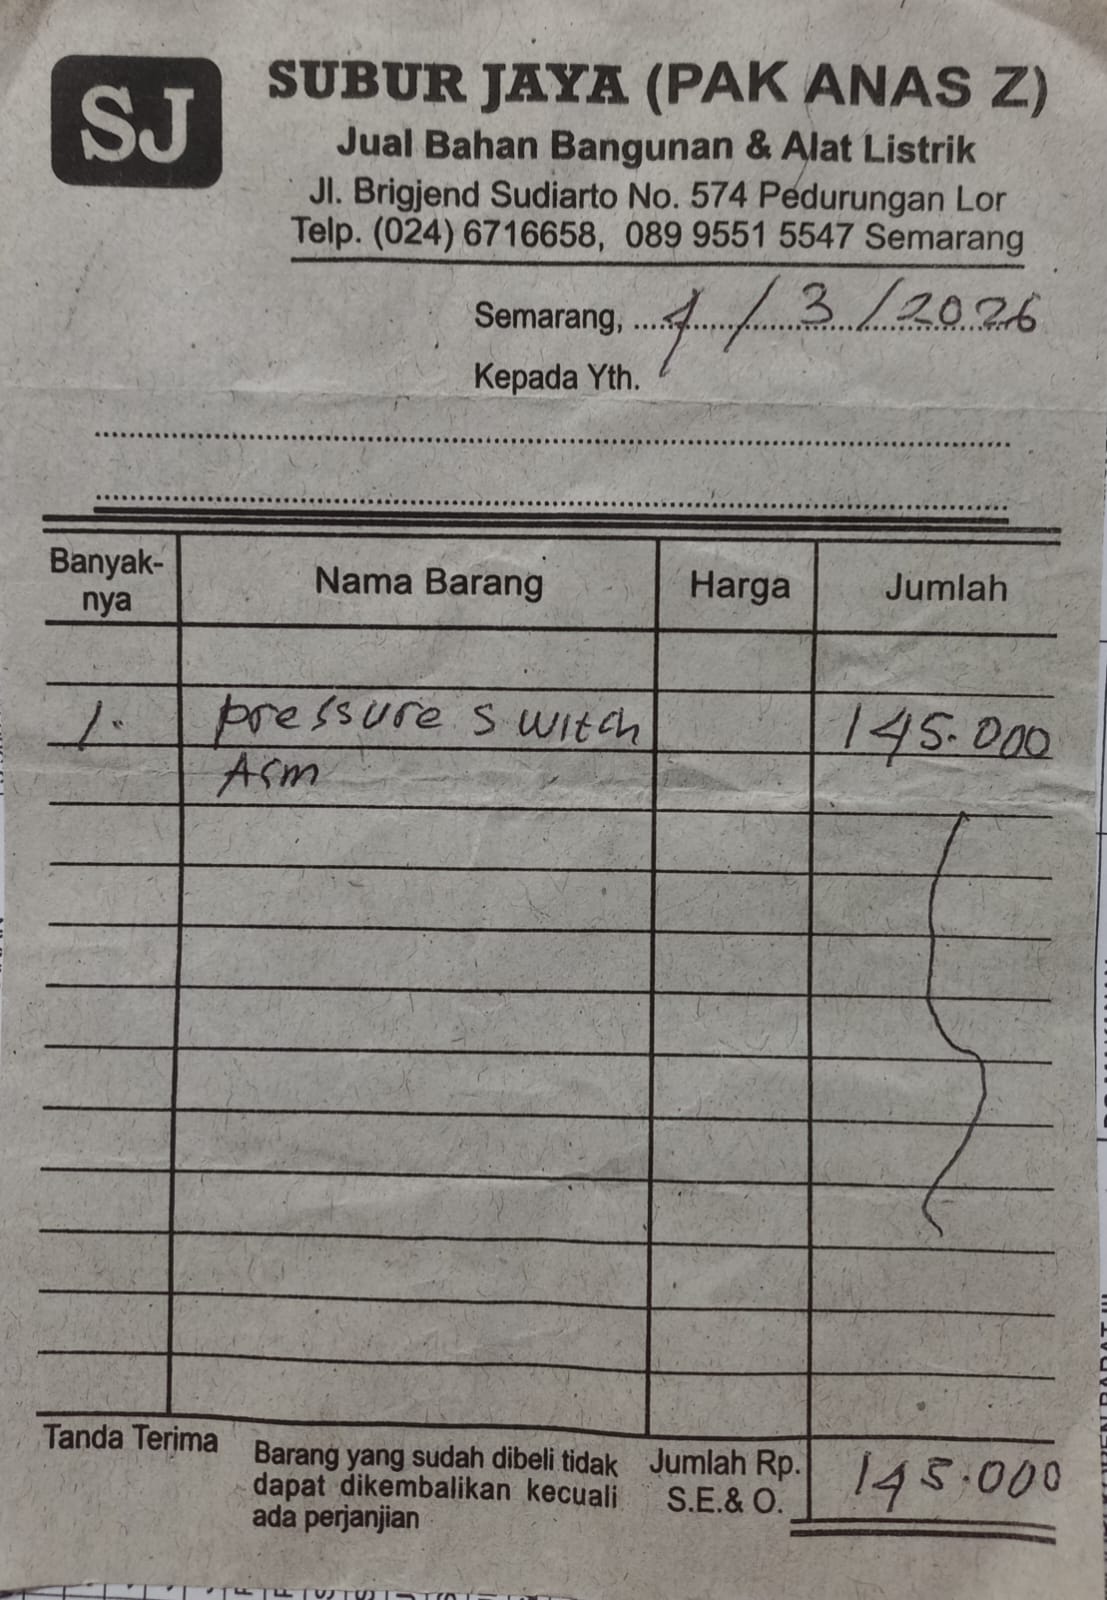 SJ
SUBUR JAYA (PAK ANAS Z)
Jual Bahan Bangunan & Alat Listrik
Jl. Brigjend Sudiarto No. 574 Pedurungan Lor
Telp. (024) 6716658, 089 9551 5547 Semarang
Semarang, 4/3/2026
Kepada Yth.
Banyak-
nya
Nama Barang
Harga
Jumlah
1. pressure switch 145.000
Asm
Tanda Terima
Barang yang sudah dibeli tidak
dapat dikembalikan kecuali
ada perjanjian
Jumlah Rp. 145.000
S.E.& O.